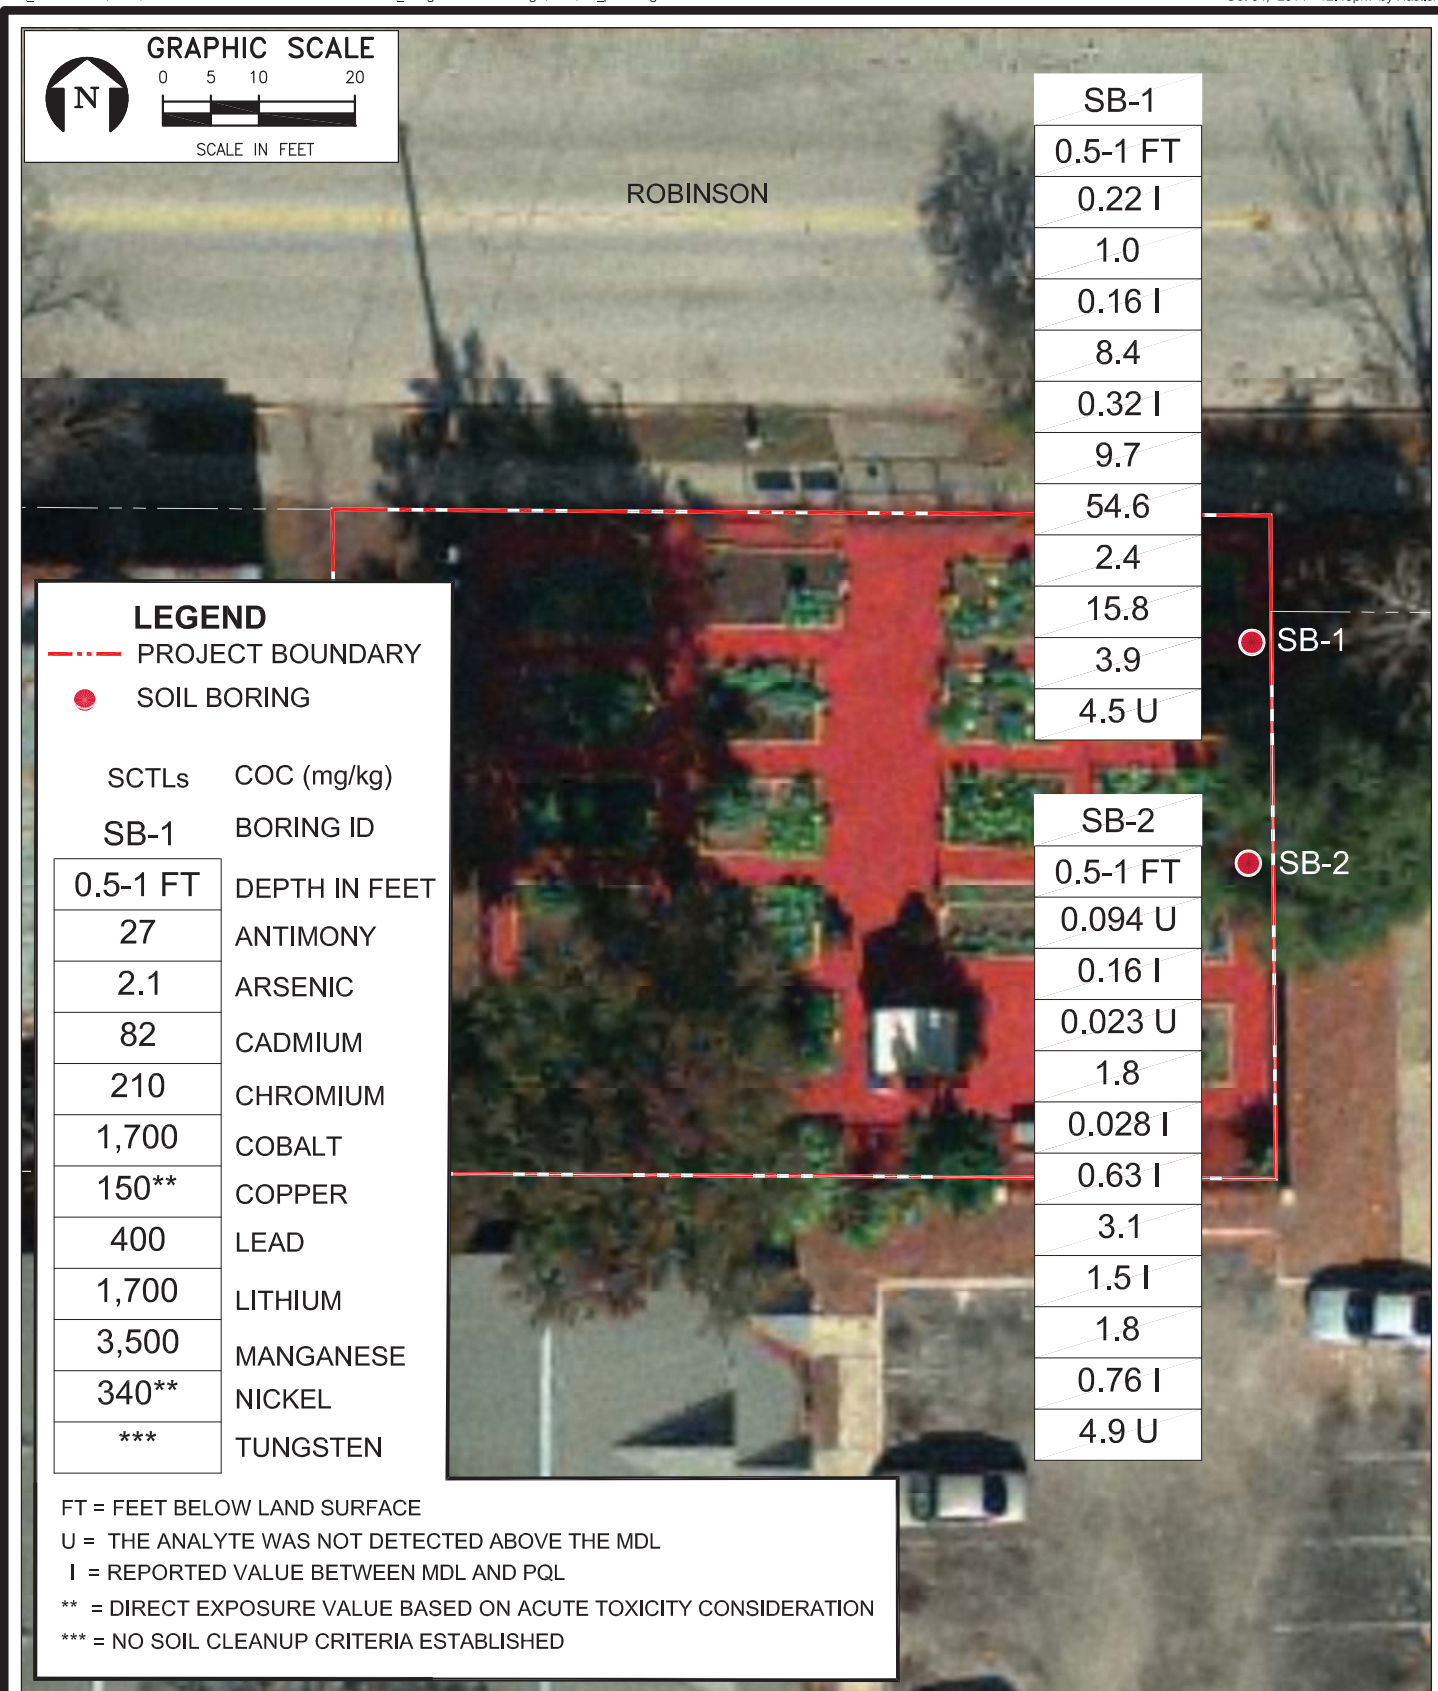 GRAPHIC SCALE
0 5 10 20
N
SCALE IN FEET
ROBINSON
SB-1
0.5-1 FT
0.22 I
1.0
0.16 I
8.4
0.32 I
9.7
54.6
2.4
15.8
3.9
4.5 U
SB-1
SB-2
0.5-1 FT
0.094 U
0.16 I
0.023 U
1.8
0.028 I
0.63 I
3.1
1.5 I
1.8
0.76 I
4.9 U
SB-2
LEGEND
PROJECT BOUNDARY
SOIL BORING
SCTLs COC (mg/kg)
SB-1 BORING ID
0.5-1 FT DEPTH IN FEET
27 ANTIMONY
2.1 ARSENIC
82 CADMIUM
210 CHROMIUM
1,700 COBALT
150** COPPER
400 LEAD
1,700 LITHIUM
3,500 MANGANESE
340** NICKEL
*** TUNGSTEN
FT = FEET BELOW LAND SURFACE
U = THE ANALYTE WAS NOT DETECTED ABOVE THE MDL
I = REPORTED VALUE BETWEEN MDL AND PQL
** = DIRECT EXPOSURE VALUE BASED ON ACUTE TOXICITY CONSIDERATION
*** = NO SOIL CLEANUP CRITERIA ESTABLISHED